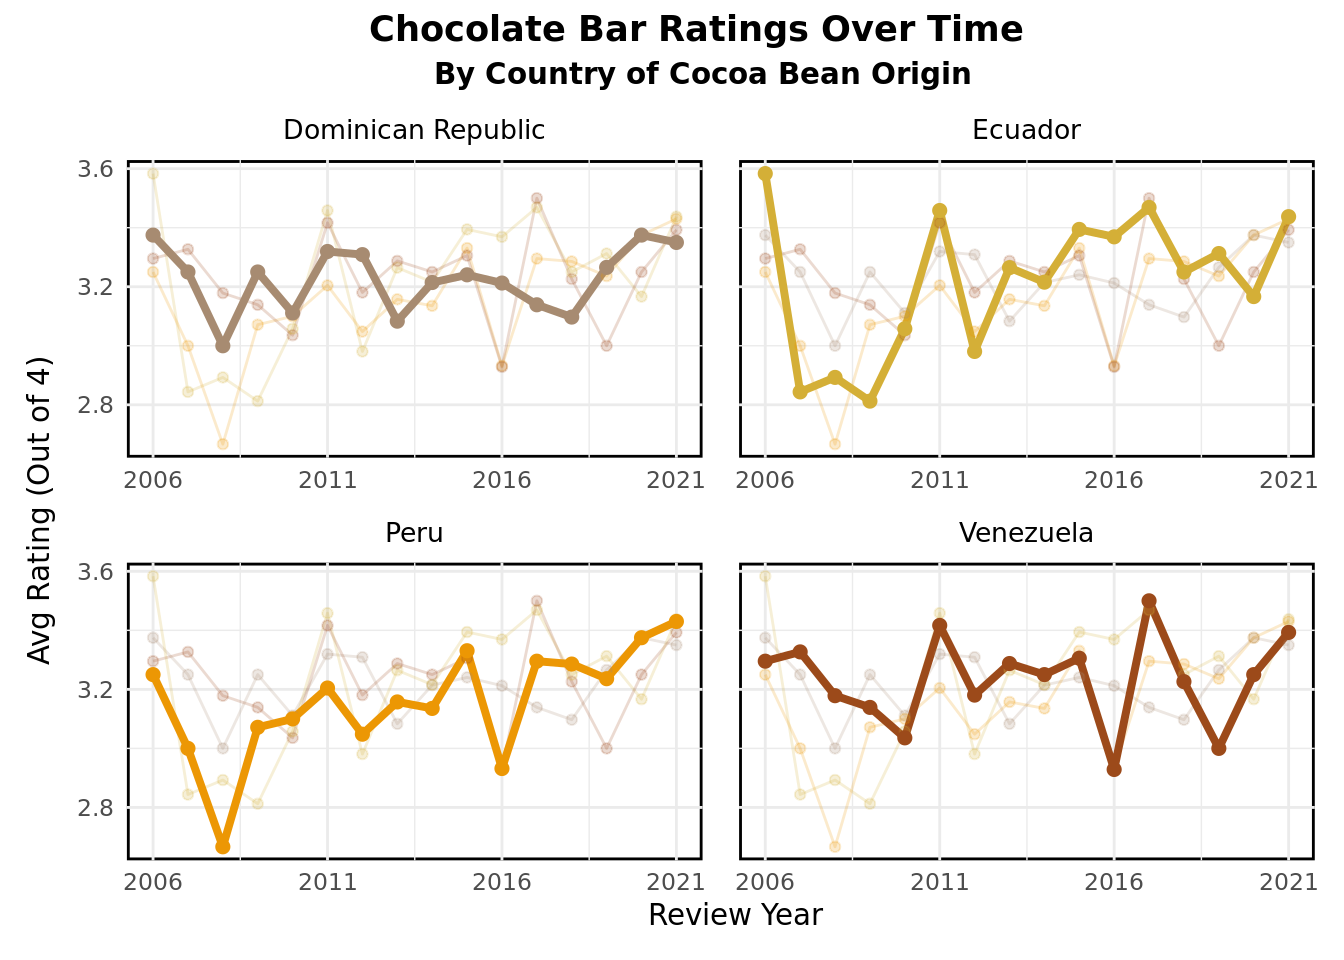 Chocolate Bar Ratings Over Time
By Country of Cocoa Bean Origin
Dominican Republic
Ecuador
3.6
3.2
2.8
2006 2011 2016 2021
2006 2011 2016 2021
Peru
Venezuela
3.6
3.2
2.8
2006 2011 2016 2021
2006 2011 2016 2021
Avg Rating (Out of 4)
Review Year